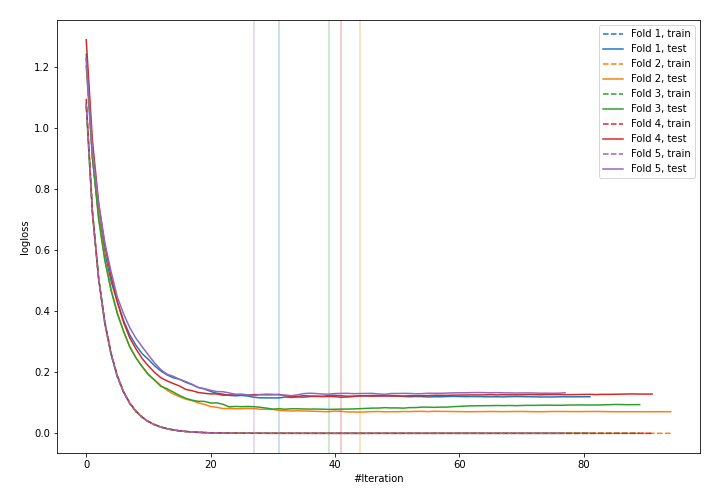 Fold 1, train
Fold 1, test
Fold 2, train
Fold 2, test
Fold 3, train
Fold 3, test
Fold 4, train
Fold 4, test
Fold 5, train
Fold 5, test
1.2
1.0
0.8
0.6
0.4
0.2
0.0
logloss
0 20 40 60 80
#Iteration